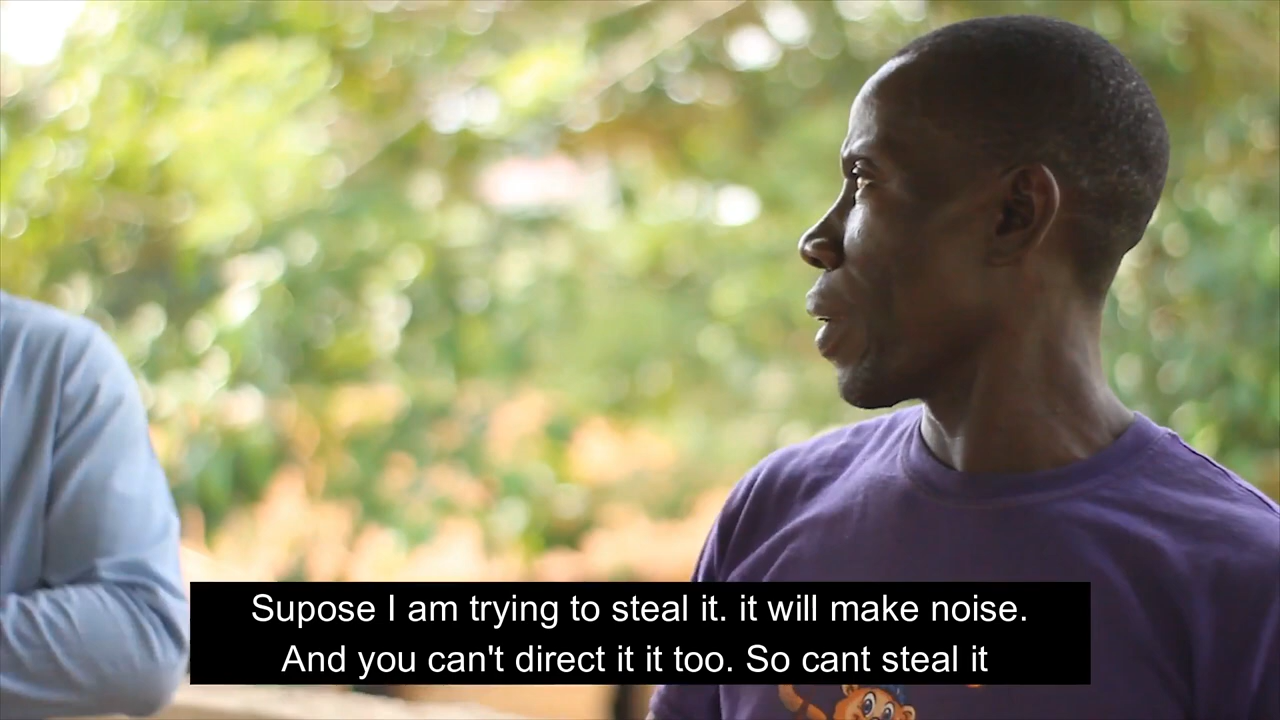 Supose I am trying to steal it. it will make noise.
And you can't direct it it too. So cant steal it